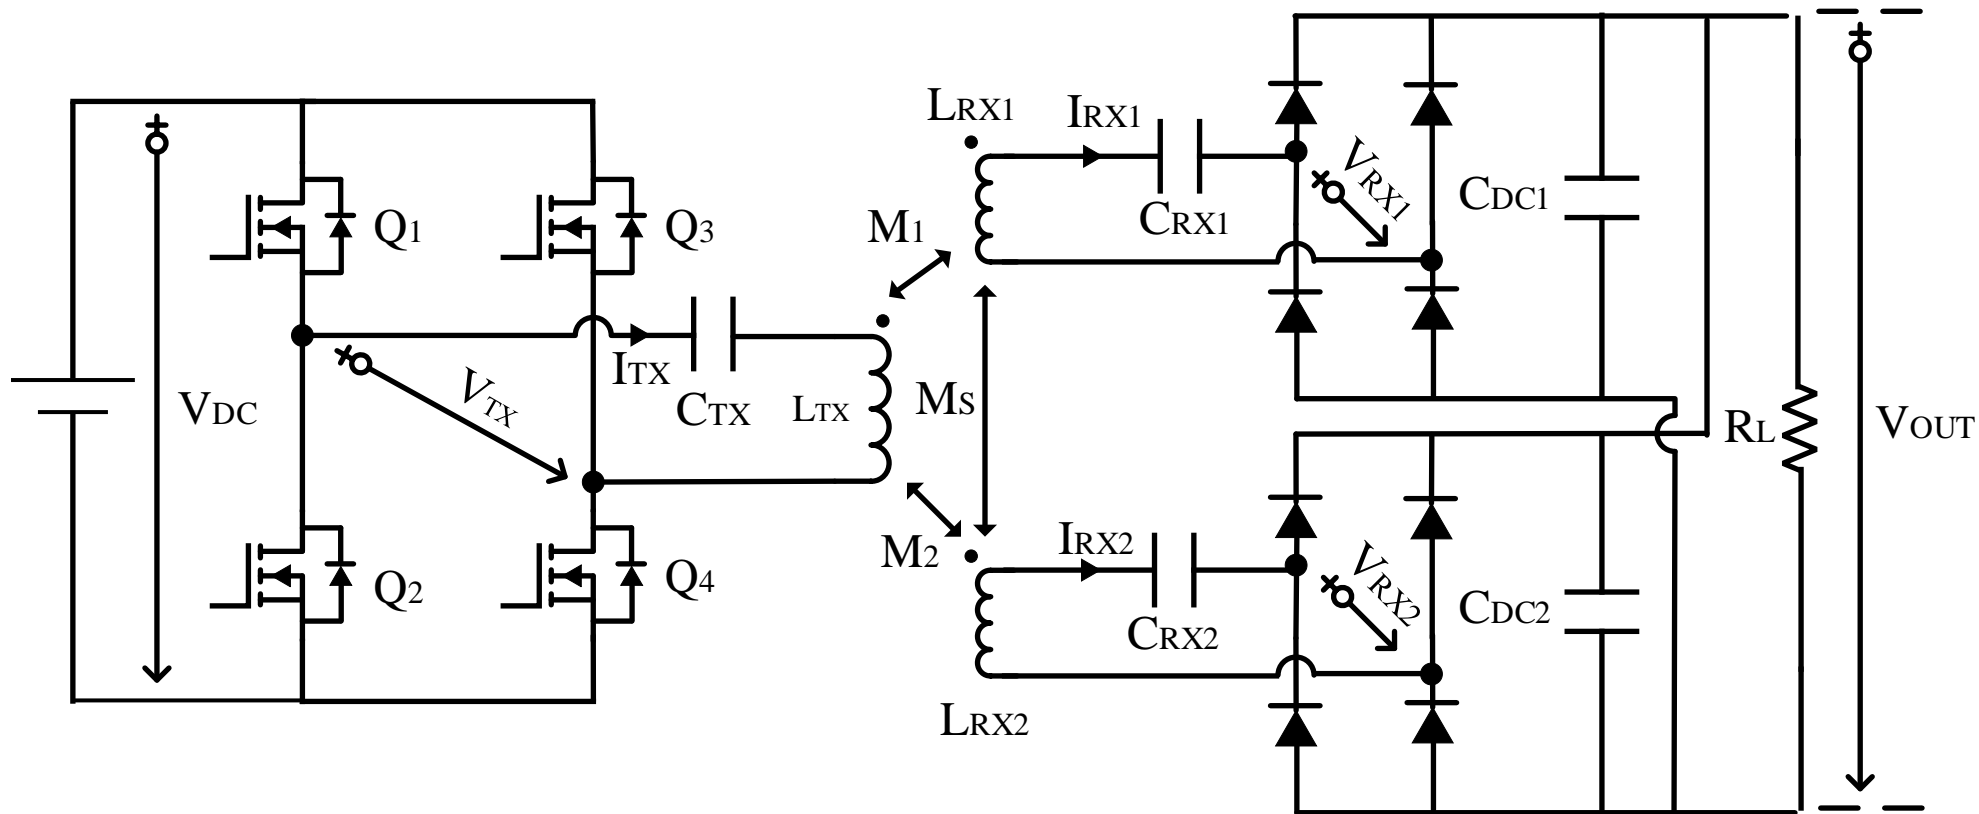 LRX1
IRX1
CRX1
VRX1
CDC1
Q1
Q3
M1
VDC
VTX
ITX
CTX
LTX
MS
RL
VOUT
M2
IRX2
CRX2
VRX2
CDC2
Q2
Q4
LRX2